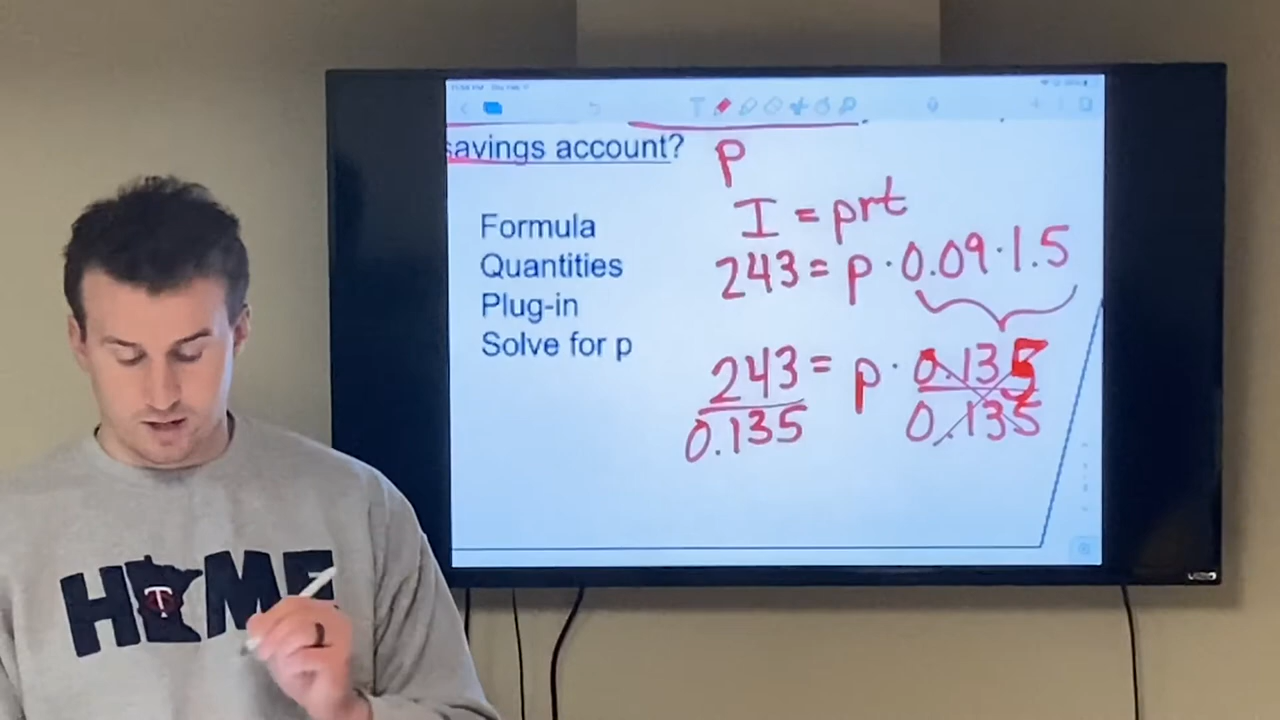 savings account?
p
I = prt
Formula
243 = p · 0.09 · 1.5
Quantities
Plug-in
Solve for p
243 = p · 0.135
0.135 0.135
HOME
T
VIZIO